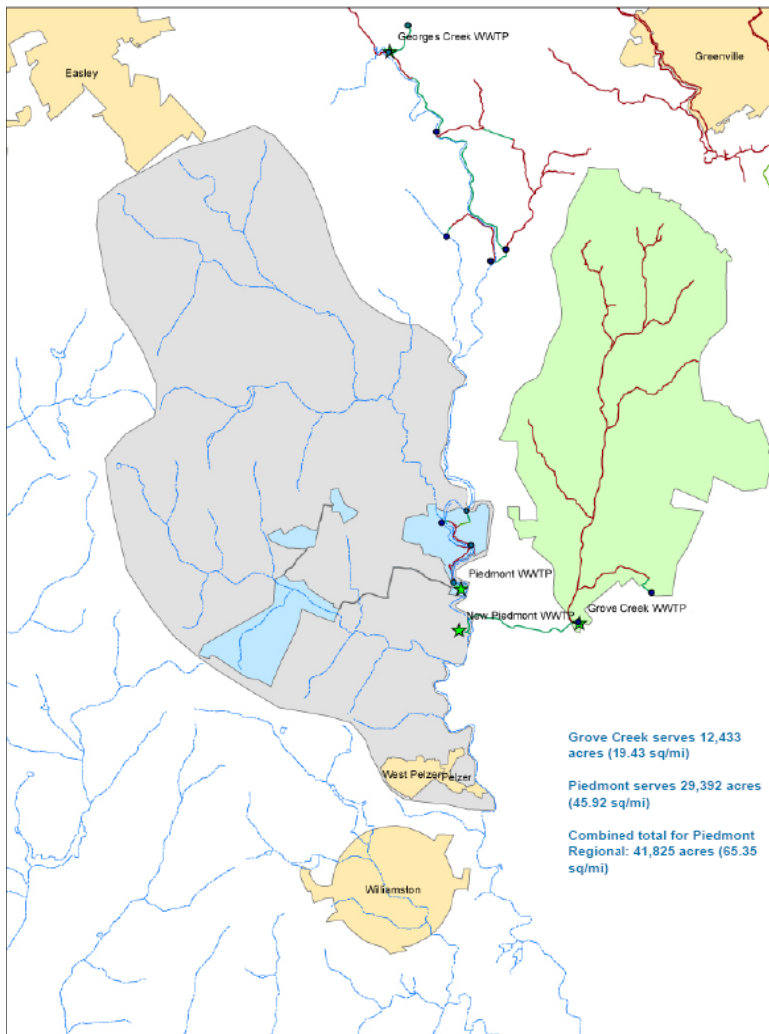 Georges Creek WWTP
Greenville
Easley
Piedmont WWTP
New Piedmont WWTP
Grove Creek WWTP
West Pelzer
Pelzer
Williamston
Grove Creek serves 12,433
acres (19.43 sq/mi)
Piedmont serves 29,392 acres
(45.92 sq/mi)
Combined total for Piedmont
Regional: 41,825 acres (65.35
sq/mi)